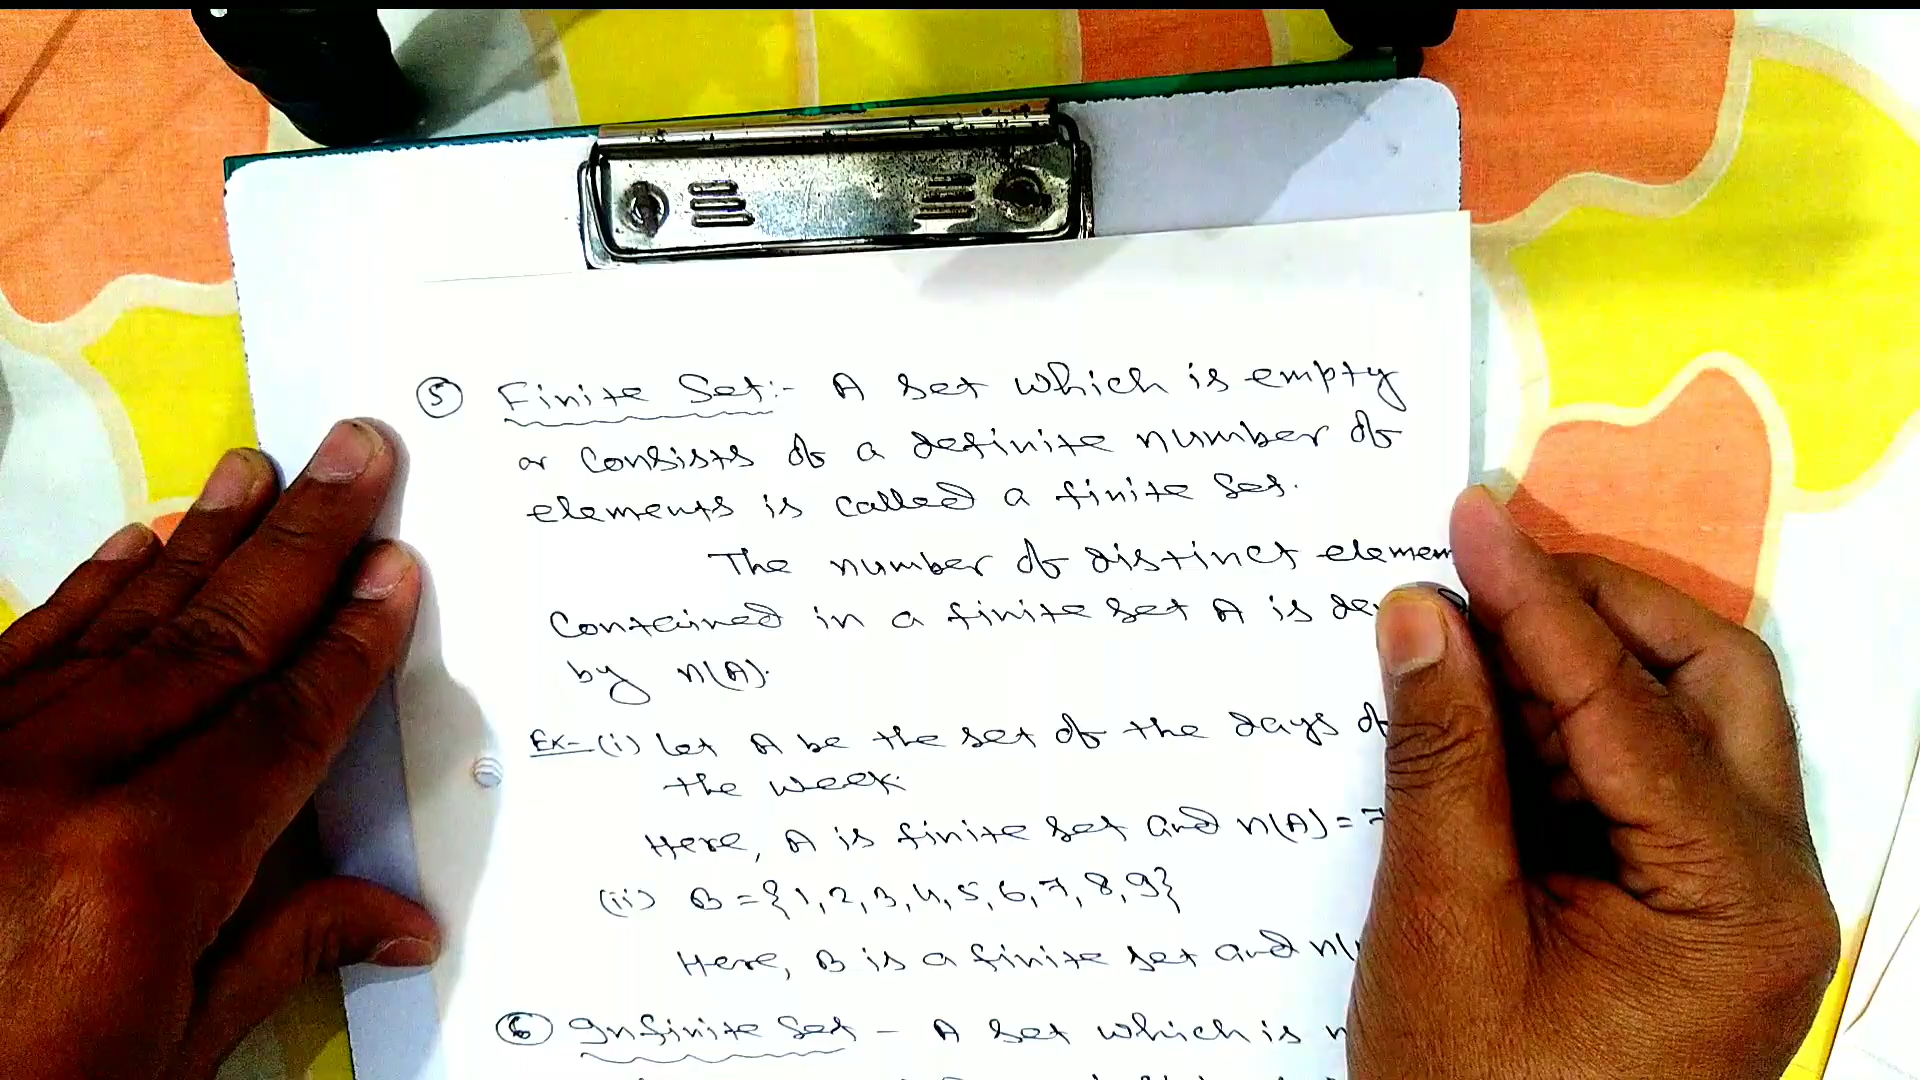 ⑤ Finite Set:- A set which is empty
or consists of a definite number of
elements is called a finite set.
The number of distinct elemen
contained in a finite set A is de
by n(A).
Ex- (i) Let A be the set of the days of
the week.
Here, A is finite set and n(A) = 7
(ii) B = {1, 2, 3, 4, 5, 6, 7, 8, 9}
Here, B is a finite set and n(
⑥ Infinite Set - A set which is n